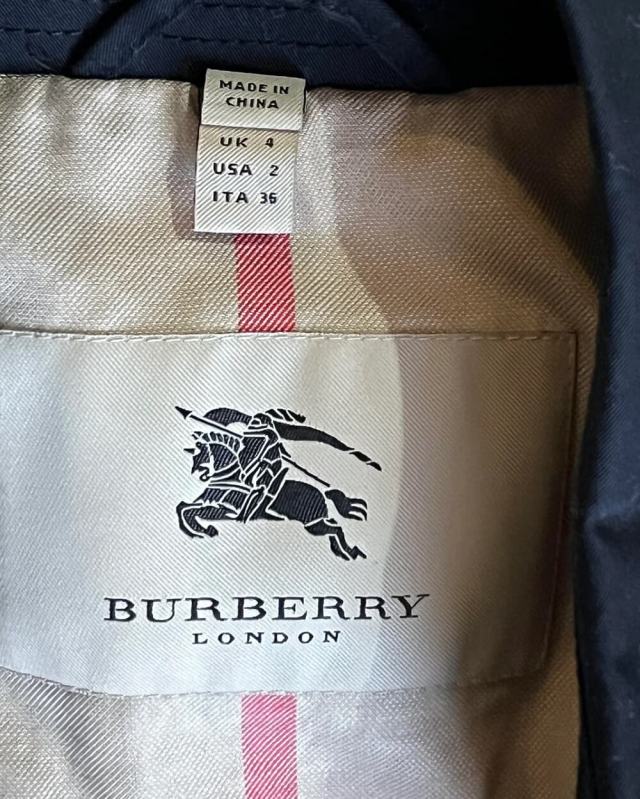 MADE IN
CHINA
UK 4
USA 2
ITA 36
BURBERRY
LONDON